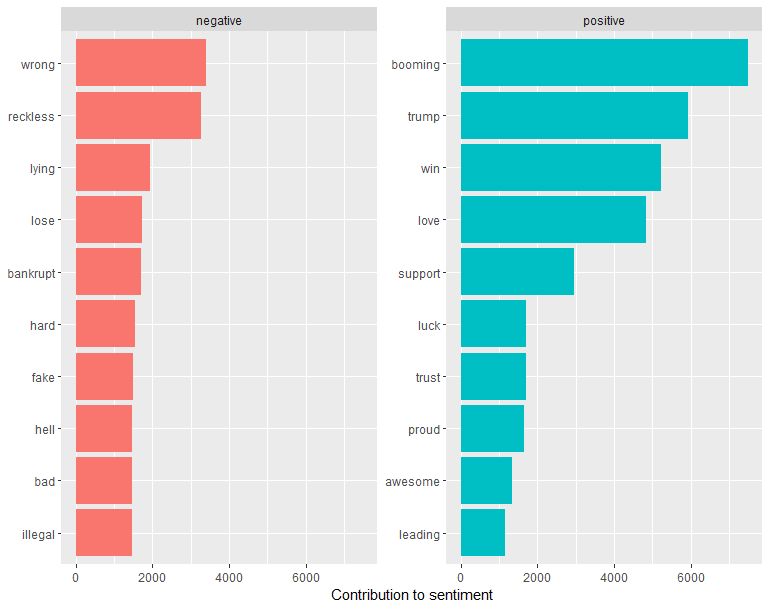 negative
wrong
reckless
lying
lose
bankrupt
hard
fake
hell
bad
illegal
0 2000 4000 6000
positive
booming
trump
win
love
support
luck
trust
proud
awesome
leading
0 2000 4000 6000
Contribution to sentiment